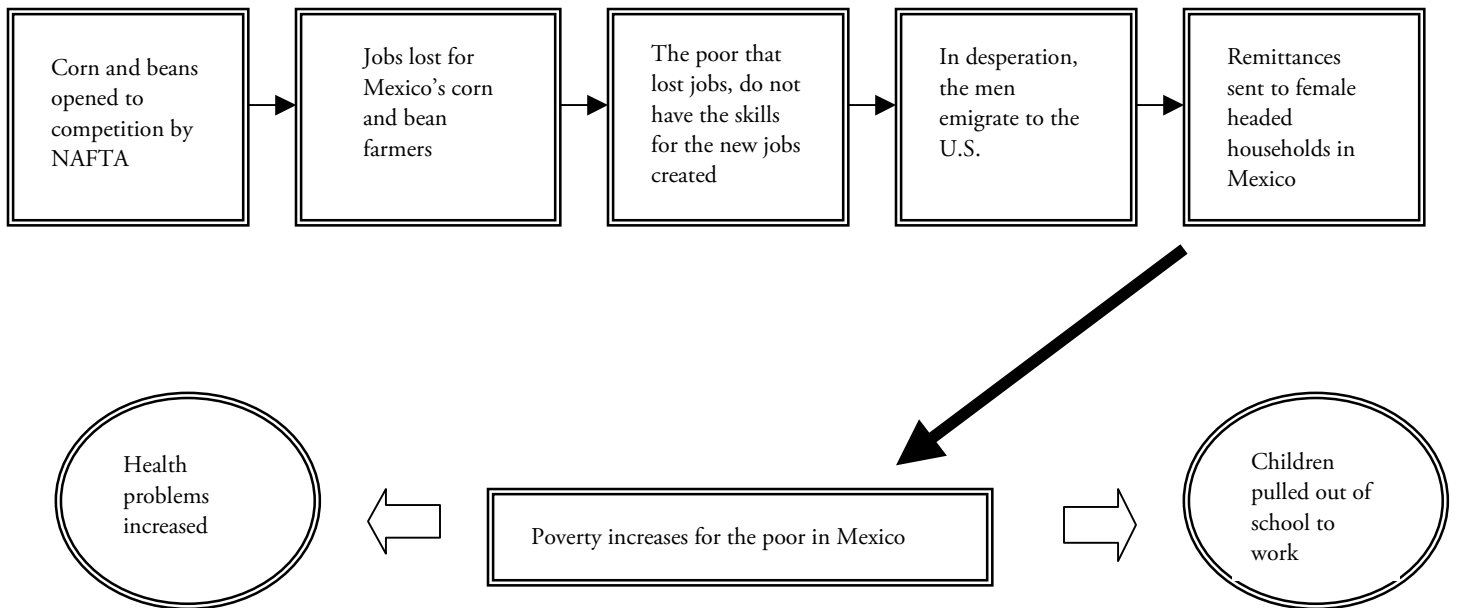 Corn and beans
opened to
competition by
NAFTA
Jobs lost for
Mexico's corn
and bean
farmers
The poor that
lost jobs, do not
have the skills
for the new jobs
created
In desperation,
the men
emigrate to the
U.S.
Remittances
sent to female
headed
households in
Mexico
Health
problems
increased
Poverty increases for the poor in Mexico
Children
pulled out of
school to
work